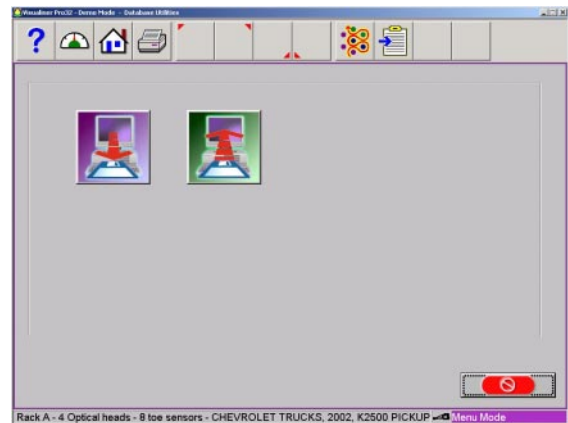 Visualiner Pro32 - Demo Mode - Database Utilities
?
Rack A - 4 Optical heads - 8 toe sensors - CHEVROLET TRUCKS, 2002, K2500 PICKUP
Menu Mode